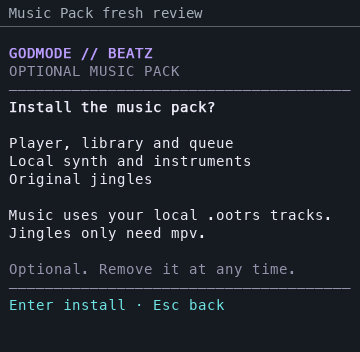 Music Pack fresh review
GODMODE // BEATZ
OPTIONAL MUSIC PACK
Install the music pack?
Player, library and queue
Local synth and instruments
Original jingles
Music uses your local .ootrs tracks.
Jingles only need mpv.
Optional. Remove it at any time.
Enter install · Esc back